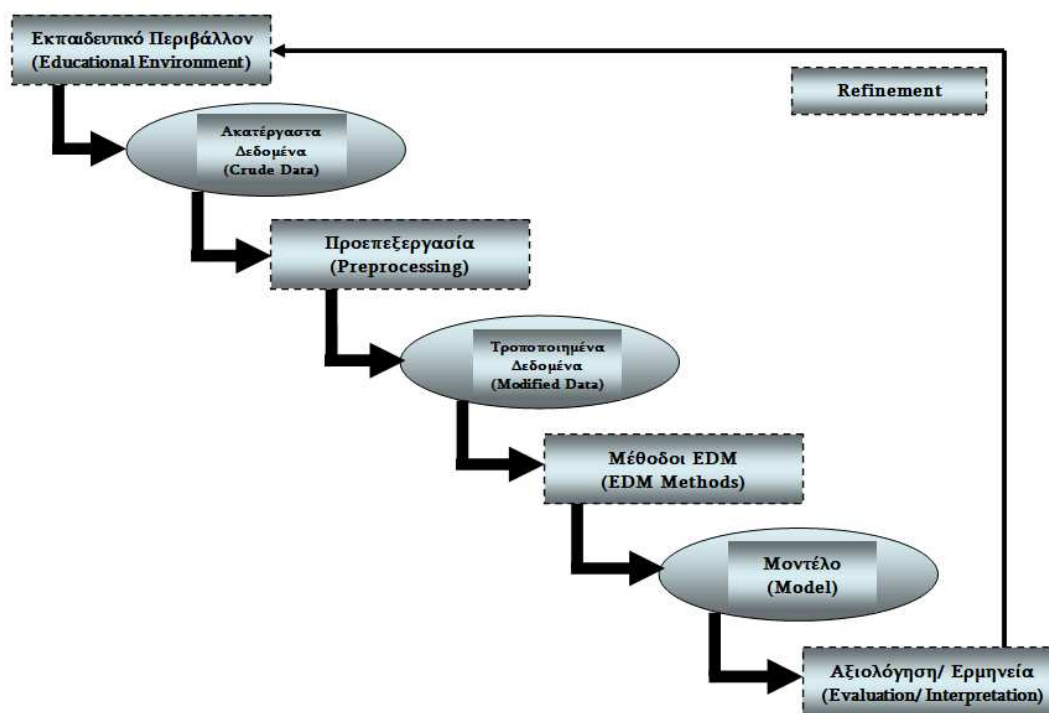 Εκπαιδευτικό Περιβάλλον
(Educational Environment)
Refinement
Ακατέργαστα
Δεδομένα
(Crude Data)
Προεπεξεργασία
(Preprocessing)
Τροποποιημένα
Δεδομένα
(Modified Data)
Μέθοδοι EDM
(EDM Methods)
Μοντέλο
(Model)
Αξιολόγηση/ Ερμηνεία
(Evaluation/ Interpretation)